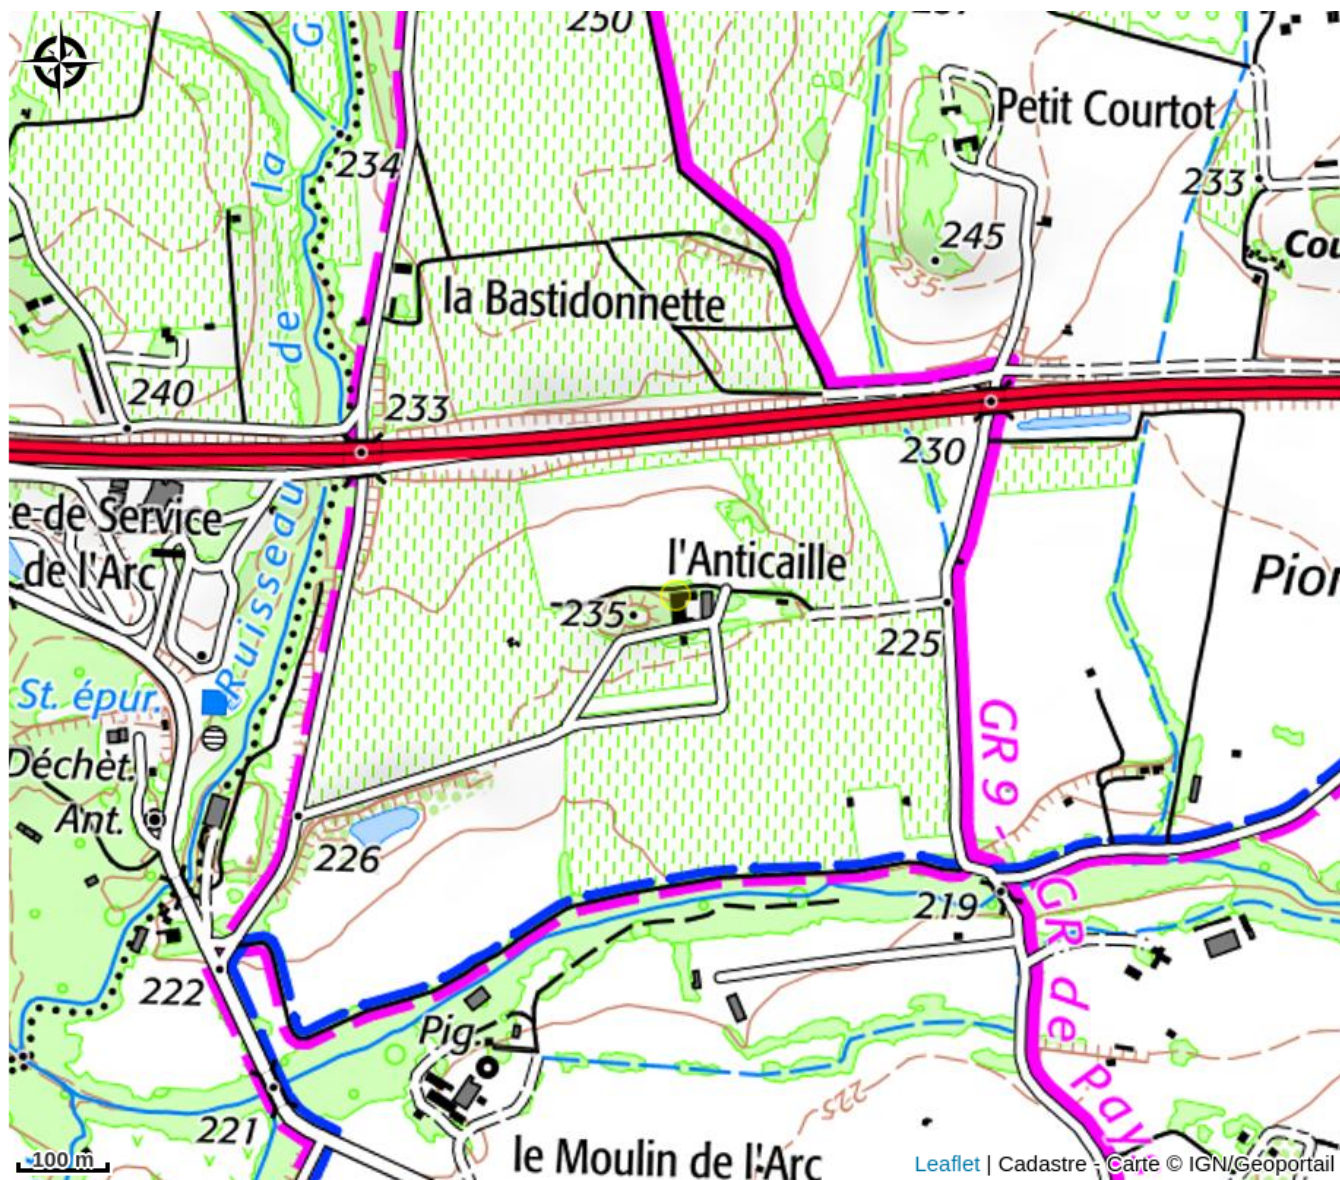 250
G
Petit Courtot
la
234
233
de
245
235
Cou
la Bastidonnette
240
233
230
e de Service
de l'Arc
Ruisseau
l'Anticaille
Pior
235
225
St. épur.
GR 9 -
Déchèt.
Ant.
226
219
GR de Pay
222
Pig.
225
221
le Moulin de l'Arc
100 m
Leaflet | Cadastre - Carte © IGN/Geoportail